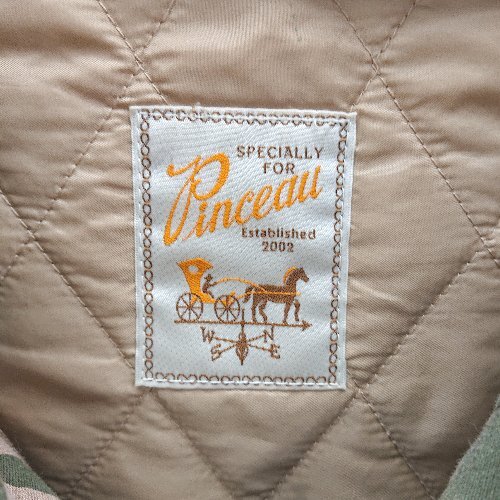 SPECIALLY
FOR
Pinceau
Established
2002
W N
S E